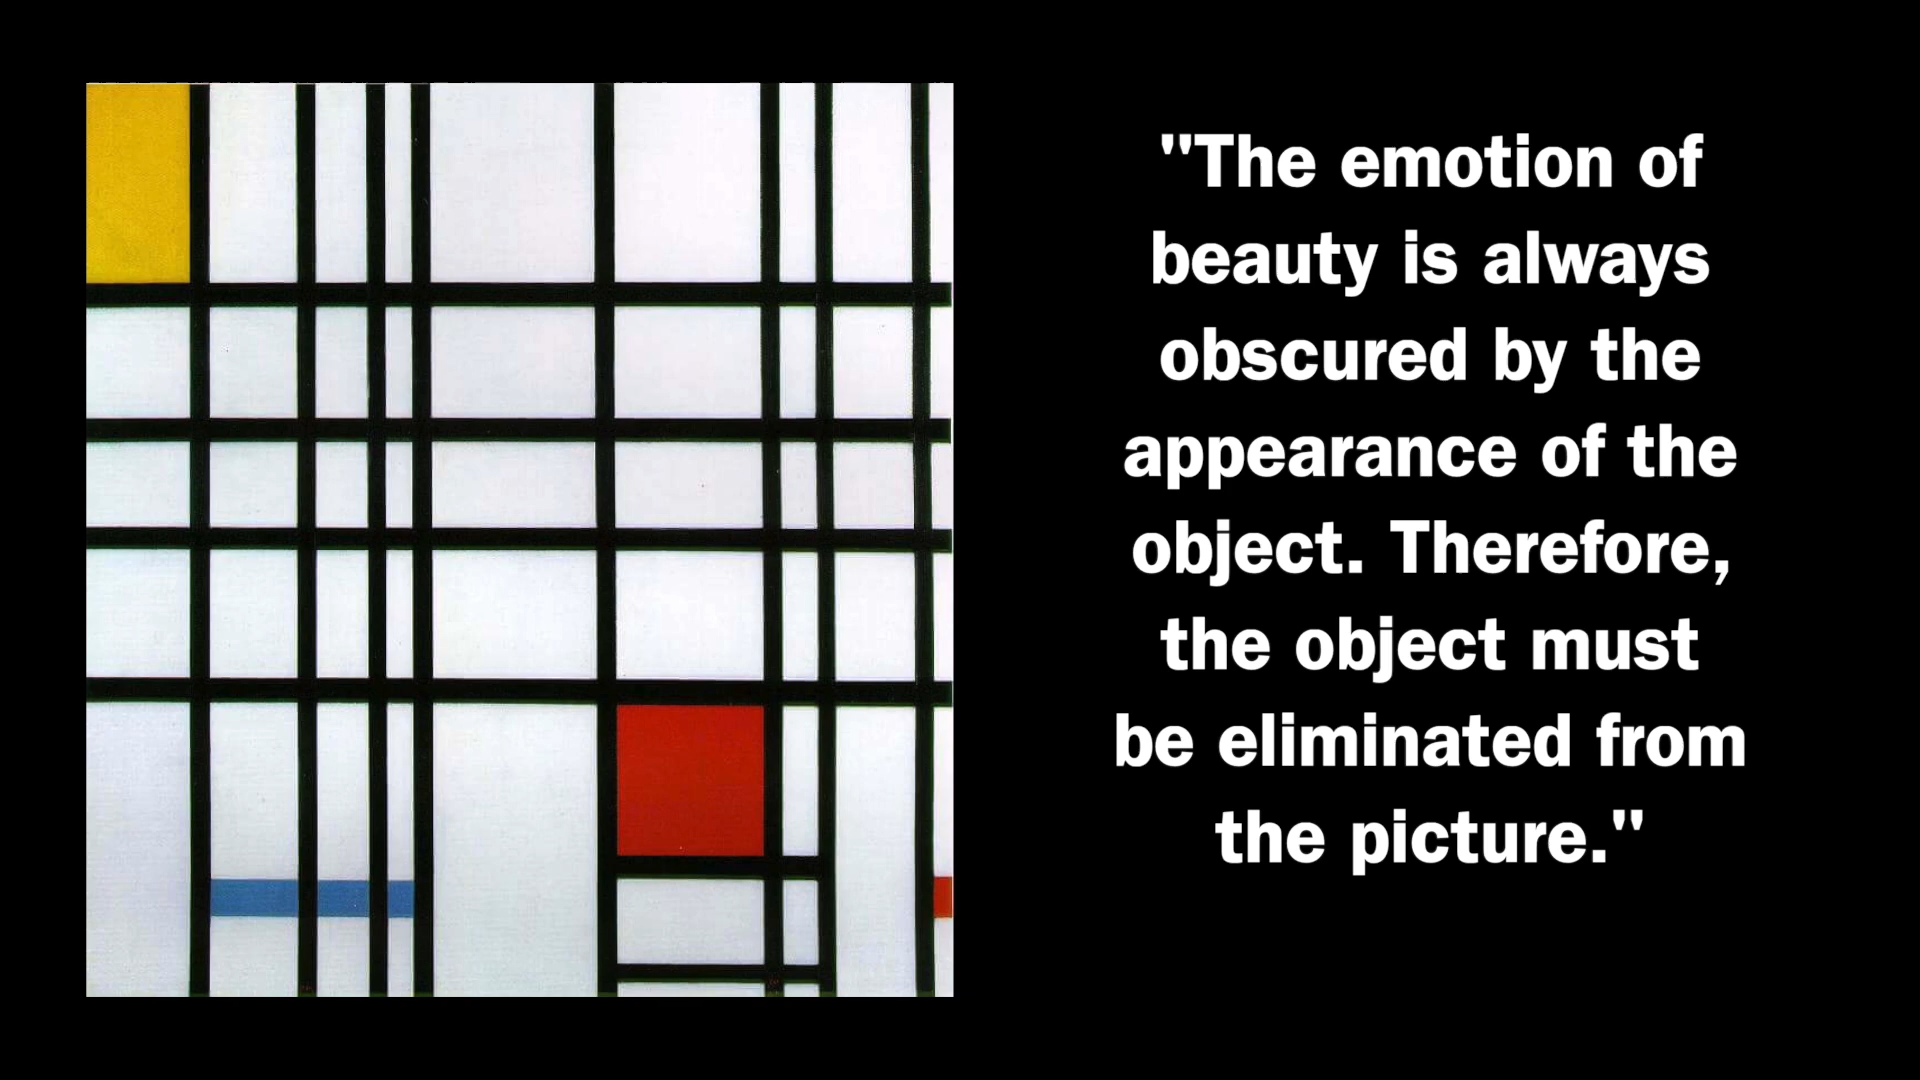 "The emotion of
beauty is always
obscured by the
appearance of the
object. Therefore,
the object must
be eliminated from
the picture."